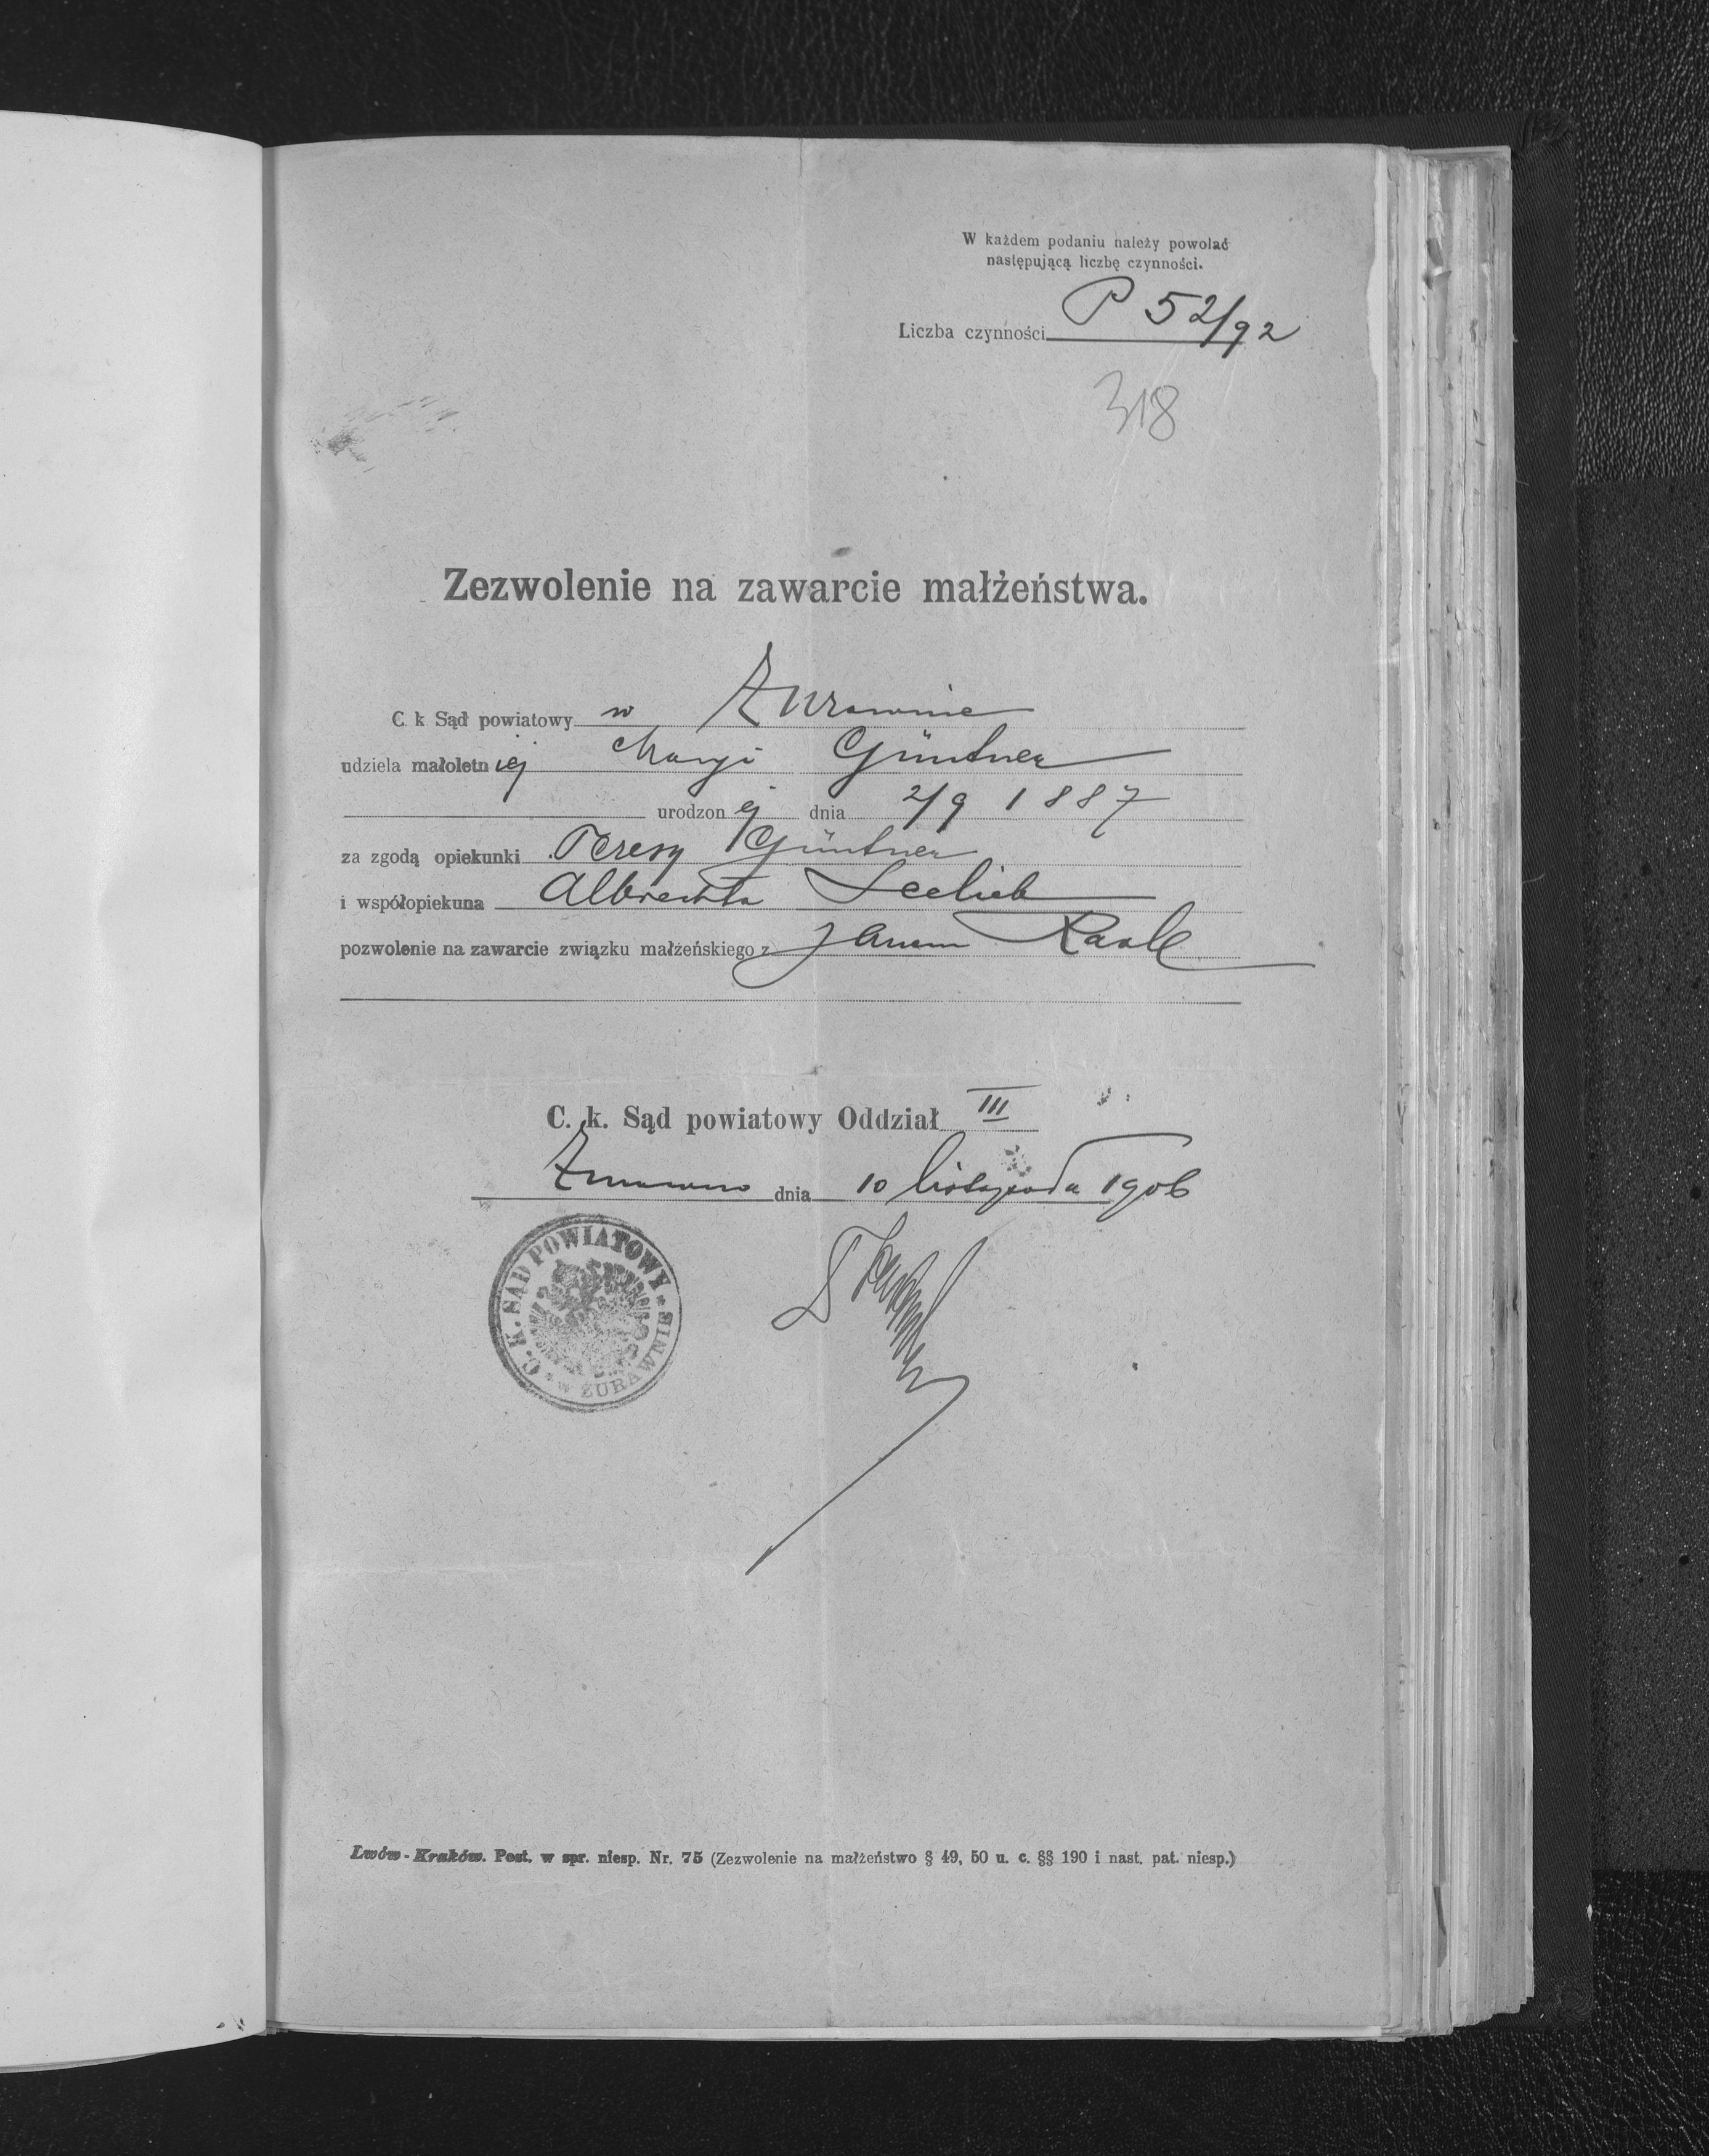 W każdem podaniu należy powołać
następującą liczbę czynności.
Liczba czynności P 52/92
318
Zezwolenie na zawarcie małżeństwa.
C. k Sąd powiatowy w Żurawnie
udziela małoletniej Maryi Güntner
urodzonej dnia 2/9 1887
za zgodą opiekunki Teresy Güntner
i współopiekuna Albrechta Seelieb
pozwolenie na zawarcie związku małżeńskiego z Janem
C. k. Sąd powiatowy Oddział III
Żurawno dnia 10 listopada 1906
C. K. SĄD POWIATOWY * w ŻURAWNIE *
Lwów - Kraków. Post. w spr. niesp. Nr. 75 (Zezwolenie na małżeństwo § 49, 50 u. c. §§ 190 i nast. pat. niesp.)